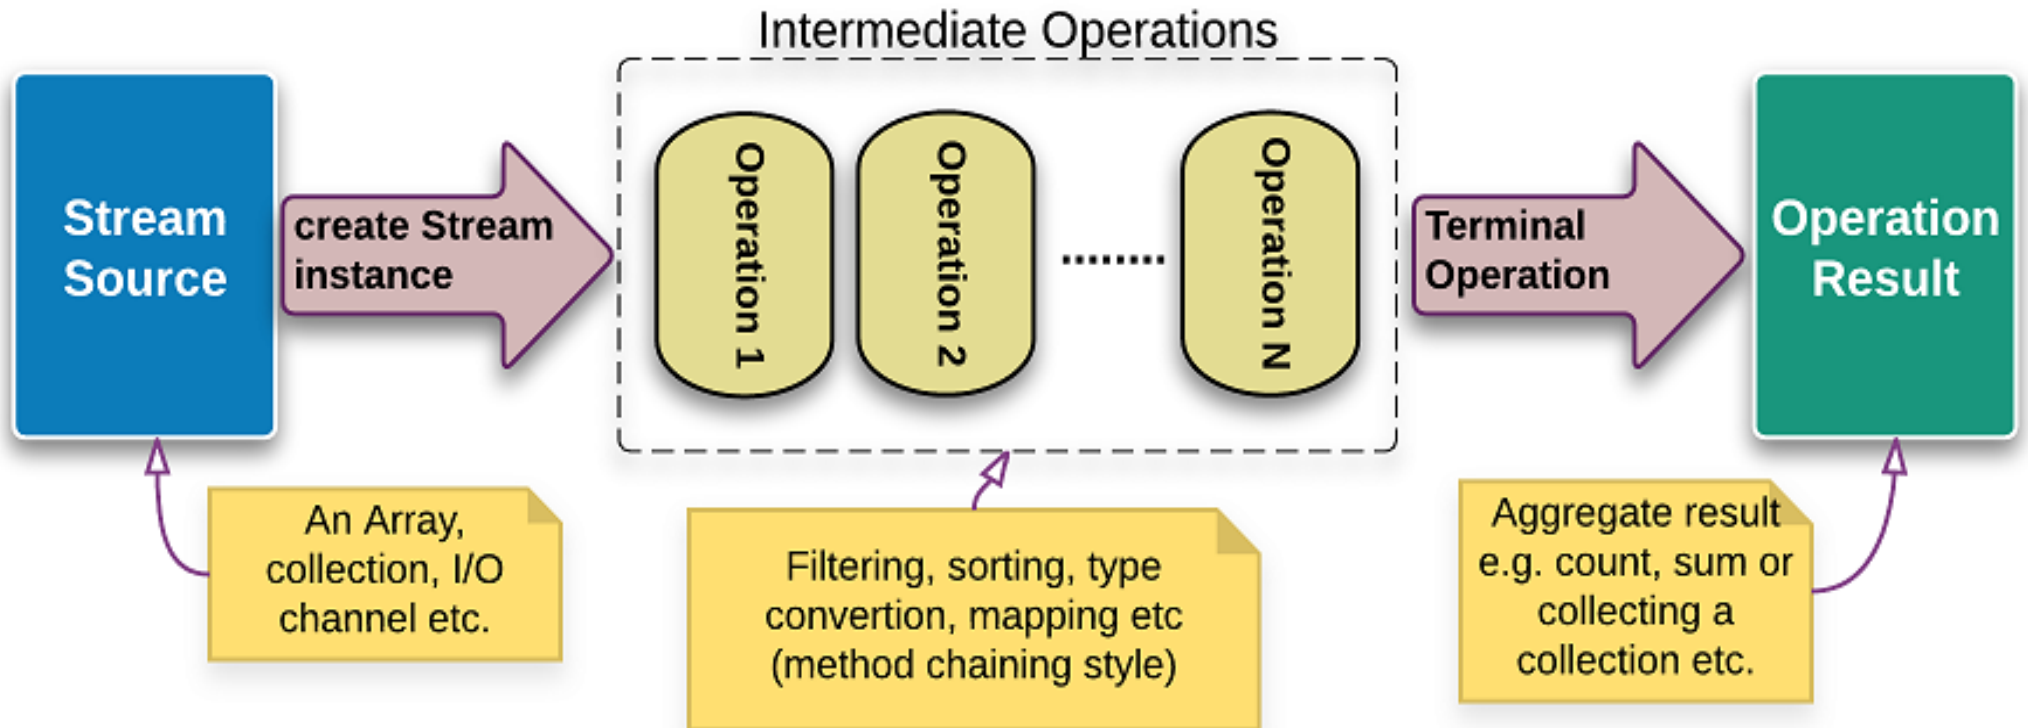 Intermediate Operations
Stream
Source
create Stream
instance
Operation 1
Operation 2
Operation N
Terminal
Operation
Operation
Result
An Array,
collection, I/O
channel etc.
Filtering, sorting, type
convertion, mapping etc
(method chaining style)
Aggregate result
e.g. count, sum or
collecting a
collection etc.